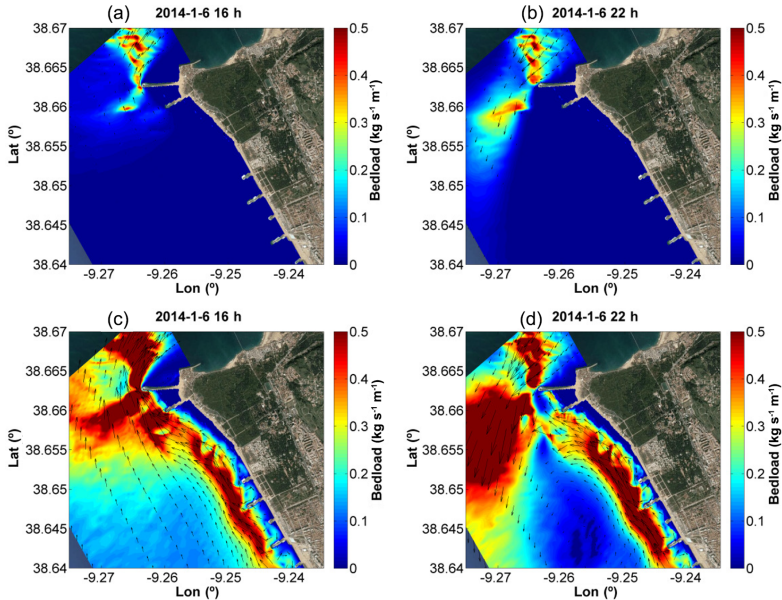 (a) 2014-1-6 16 h
(b) 2014-1-6 22 h
38.67
38.665
38.66
38.655
38.65
38.645
38.64
Lat (º)
-9.27 -9.26 -9.25 -9.24
Lon (º)
0.5
0.4
0.3
0.2
0.1
0
Bedload (kg s⁻¹ m⁻¹)
38.67
38.665
38.66
38.655
38.65
38.645
38.64
Lat (º)
-9.27 -9.26 -9.25 -9.24
Lon (º)
0.5
0.4
0.3
0.2
0.1
0
Bedload (kg s⁻¹ m⁻¹)
(c) 2014-1-6 16 h
(d) 2014-1-6 22 h
38.67
38.665
38.66
38.655
38.65
38.645
38.64
Lat (º)
-9.27 -9.26 -9.25 -9.24
Lon (º)
0.5
0.4
0.3
0.2
0.1
0
Bedload (kg s⁻¹ m⁻¹)
38.67
38.665
38.66
38.655
38.65
38.645
38.64
Lat (º)
-9.27 -9.26 -9.25 -9.24
Lon (º)
0.5
0.4
0.3
0.2
0.1
0
Bedload (kg s⁻¹ m⁻¹)